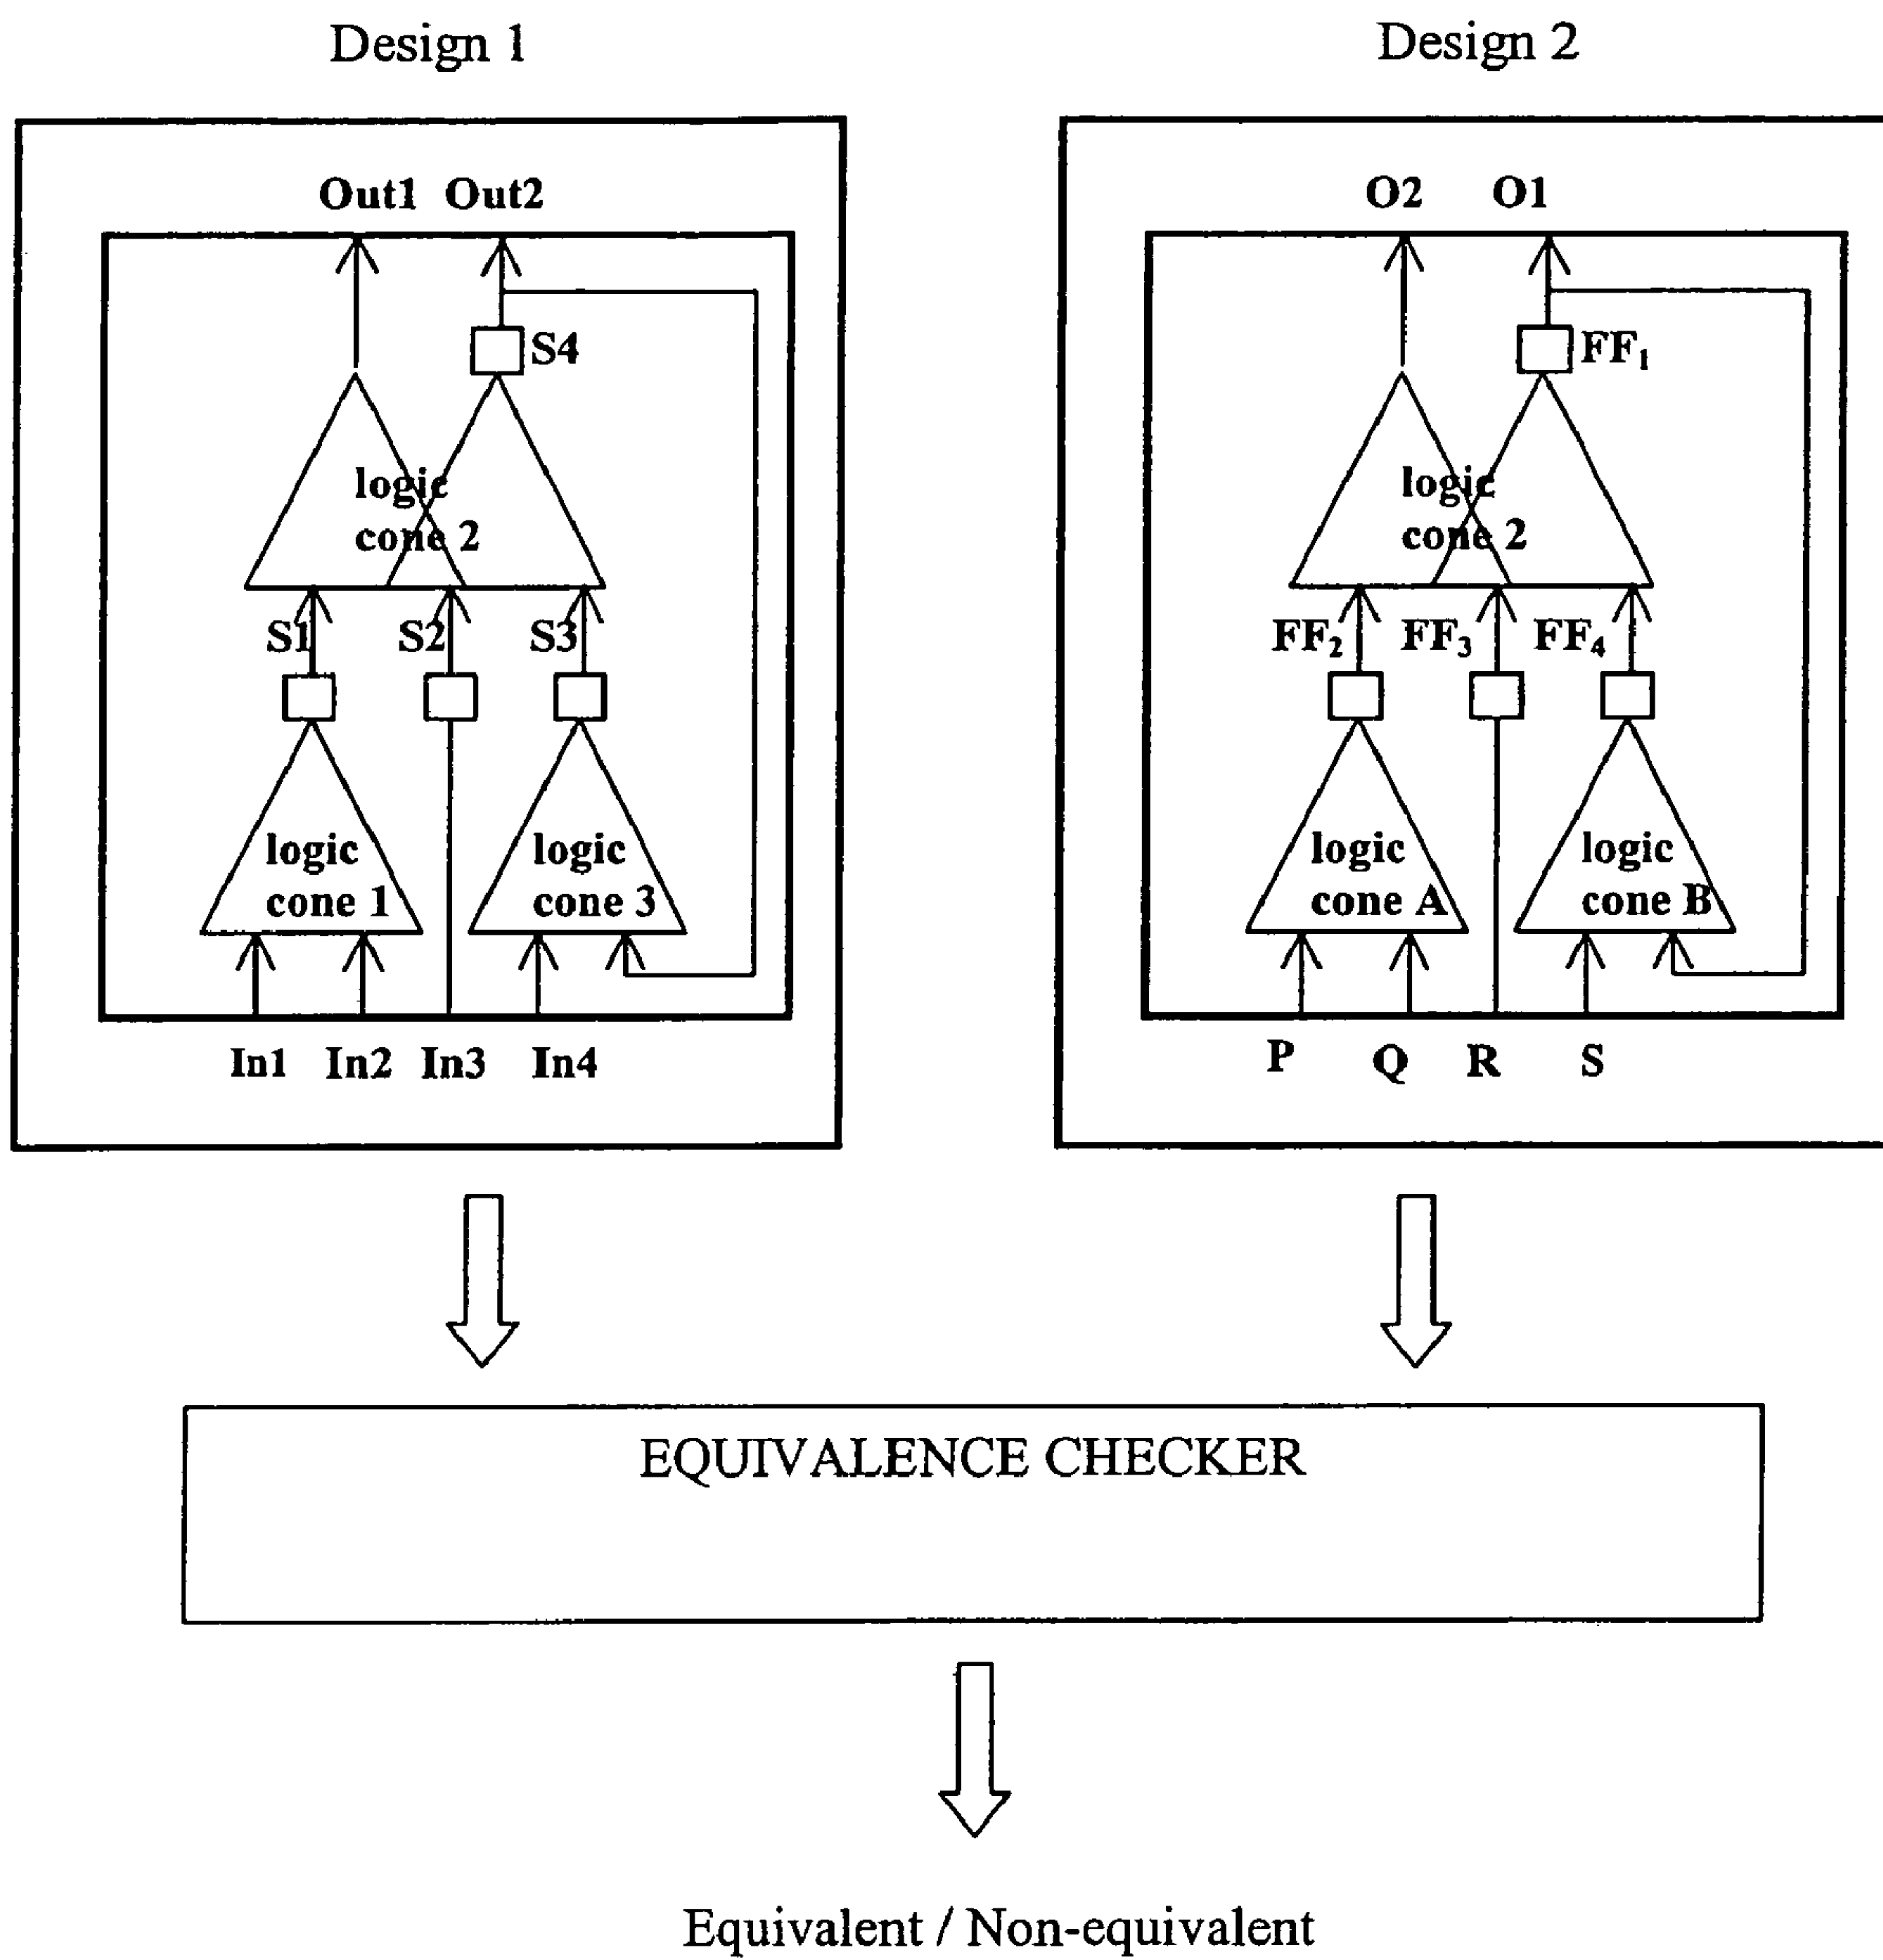 Design 1
Design 2
Out1 Out2
S4
logic
cone 2
S1 S2 S3
logic
cone 1
logic
cone 3
In1 In2 In3 In4
O2 O1
FF1
logic
cone 2
FF2 FF3 FF4
logic
cone A
logic
cone B
P Q R S
EQUIVALENCE CHECKER
Equivalent / Non-equivalent